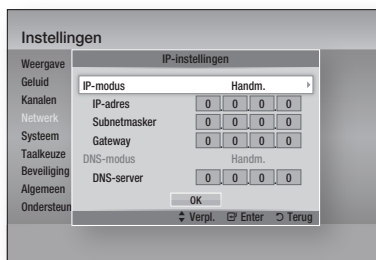 Instellingen
Weergave
Geluid
Kanalen
Netwerk
Systeem
Taalkeuze
Beveiliging
Algemeen
Ondersteun
IP-instellingen
IP-modus Handm.
IP-adres 0 . 0 . 0 . 0
Subnetmasker 0 . 0 . 0 . 0
Gateway 0 . 0 . 0 . 0
DNS-modus Handm.
DNS-server 0 . 0 . 0 . 0
OK
Verpl. Enter Terug